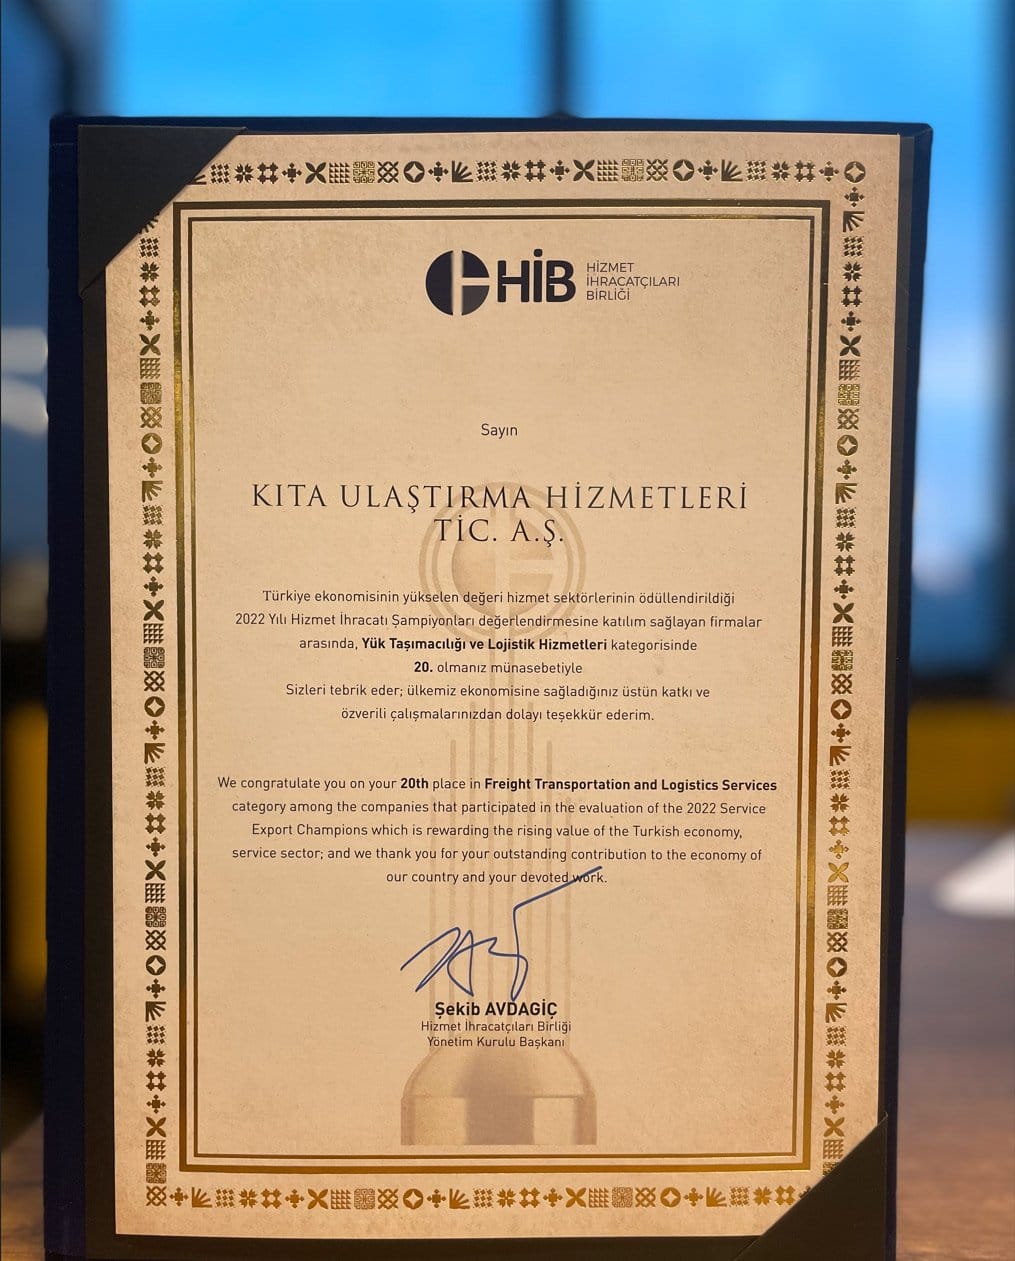 HİB
HİZMET
İHRACATÇILARI
BİRLİĞİ
Sayın
KITA ULAŞTIRMA HİZMETLERİ
TİC. A.Ş.
Türkiye ekonomisinin yükselen değeri hizmet sektörlerinin ödüllendirildiği
2022 Yılı Hizmet İhracatı Şampiyonları değerlendirmesine katılım sağlayan firmalar
arasında, Yük Taşımacılığı ve Lojistik Hizmetleri kategorisinde
20. olmanız münasebetiyle
Sizleri tebrik eder; ülkemiz ekonomisine sağladığınız üstün katkı ve
özverili çalışmalarınızdan dolayı teşekkür ederim.
We congratulate you on your 20th place in Freight Transportation and Logistics Services
category among the companies that participated in the evaluation of the 2022 Service
Export Champions which is rewarding the rising value of the Turkish economy,
service sector; and we thank you for your outstanding contribution to the economy of
our country and your devoted work.
Şekib AVDAGİÇ
Hizmet İhracatçıları Birliği
Yönetim Kurulu Başkanı